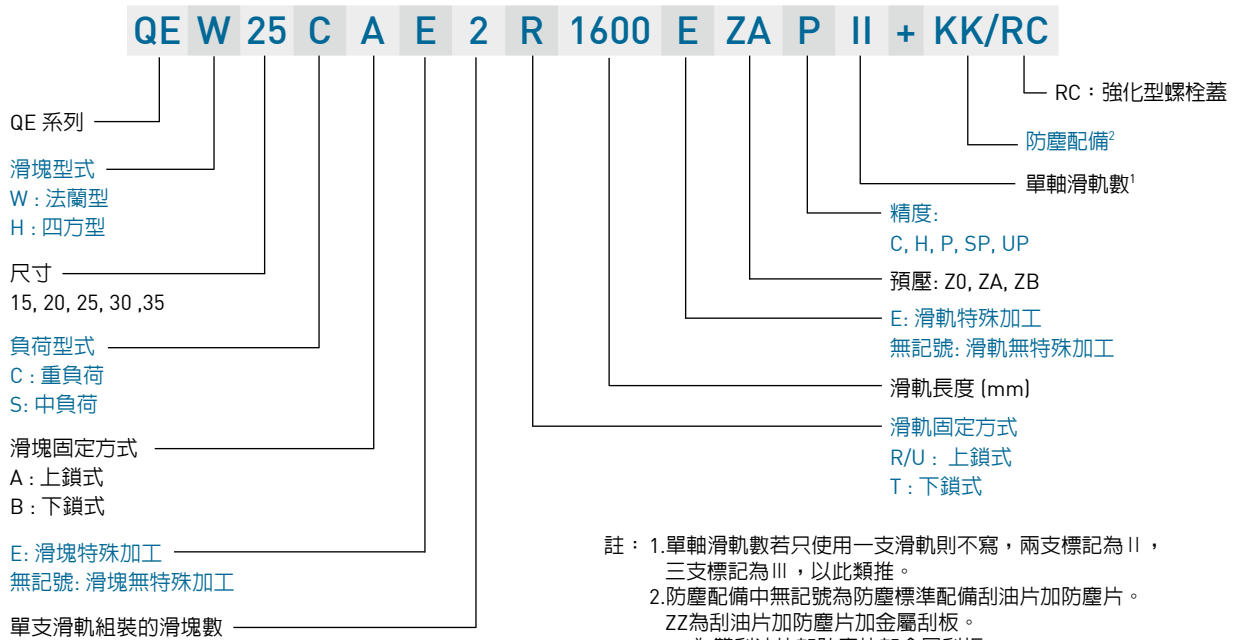 QE W 25 C A E 2 R 1600 E ZA P II + KK/RC
QE 系列
滑塊型式
W : 法蘭型
H : 四方型
尺寸
15, 20, 25, 30 ,35
負荷型式
C : 重負荷
S: 中負荷
滑塊固定方式
A : 上鎖式
B : 下鎖式
E: 滑塊特殊加工
無記號: 滑塊無特殊加工
單支滑軌組裝的滑塊數
RC：強化型螺栓蓋
防塵配備2
單軸滑軌數1
精度:
C, H, P, SP, UP
預壓: Z0, ZA, ZB
E: 滑軌特殊加工
無記號: 滑軌無特殊加工
滑軌長度 (mm)
滑軌固定方式
R/U : 上鎖式
T : 下鎖式
註： 1.單軸滑軌數若只使用一支滑軌則不寫，兩支標記為II，
三支標記為III，以此類推。
2.防塵配備中無記號為防塵標準配備刮油片加防塵片。
ZZ為刮油片加防塵片加金屬刮板。